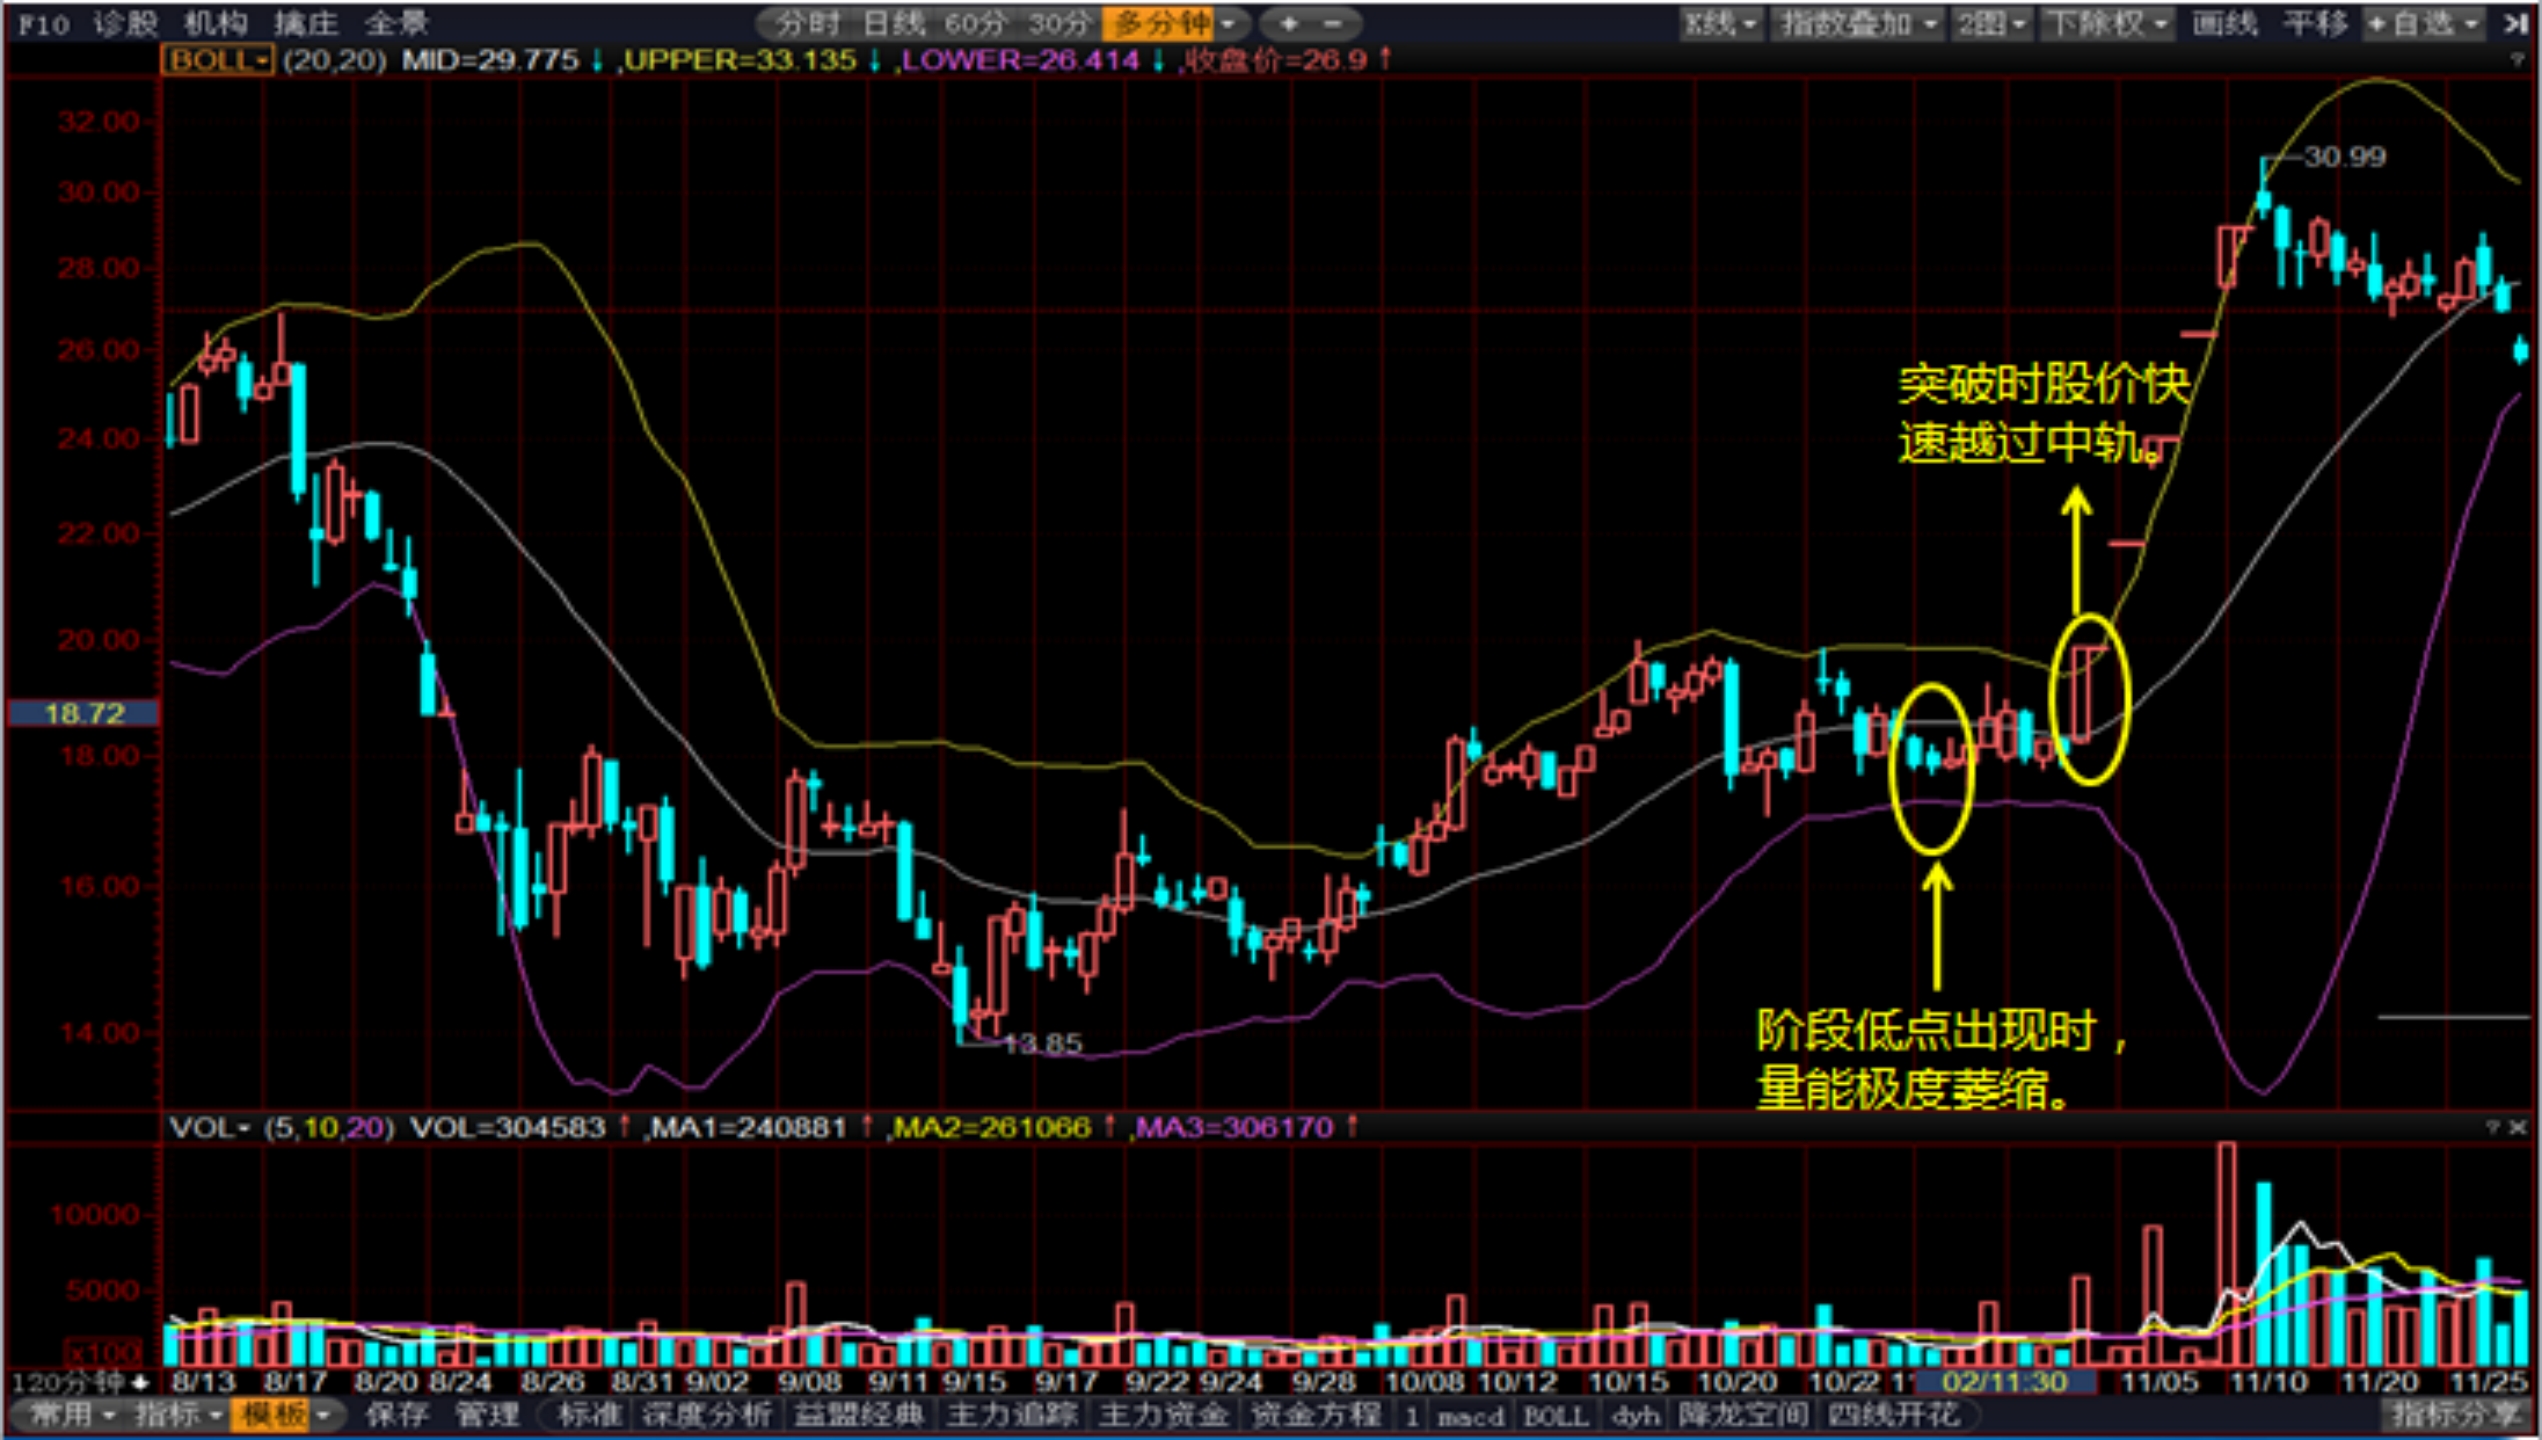 F10 诊股 机构 擒庄 全景 分时 日线 60分 30分 多分钟 + - K线 指数叠加 2图 下除权 画线 平移 +自选
BOLL (20,20) MID=29.775↓ ,UPPER=33.135↓ ,LOWER=26.414↓ ,收盘价=26.9↑ ?
32.00
30.99
30.00
28.00
26.00
突破时股价快
速越过中轨。
24.00
22.00
20.00
18.72
18.00
16.00
14.00
13.85
阶段低点出现时，
量能极度萎缩。
VOL (5,10,20) VOL=304583↑ ,MA1=240881↑ ,MA2=261066↑ ,MA3=306170↑ ? ×
10000
5000
x100
120分钟 8/13 8/17 8/20 8/24 8/26 8/31 9/02 9/08 9/11 9/15 9/17 9/22 9/24 9/28 10/08 10/12 10/15 10/20 10/22 02/11:30 11/05 11/10 11/20 11/25
常用 指标 模板 保存 管理 标准 深度分析 益盟经典 主力追踪 主力资金 资金方程 1 macd BOLL dyh 降龙空间 四线开花 指标分享